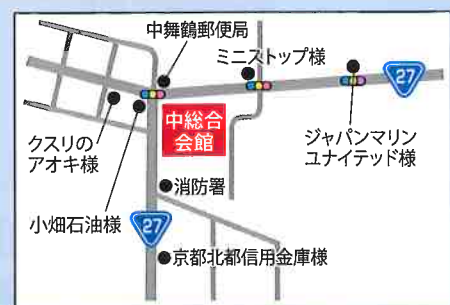 中舞鶴郵便局
ミニストップ様
27
中総合
会館
クスリの
アオキ様
ジャパンマリン
ユナイテッド様
消防署
小畑石油様
27
京都北都信用金庫様